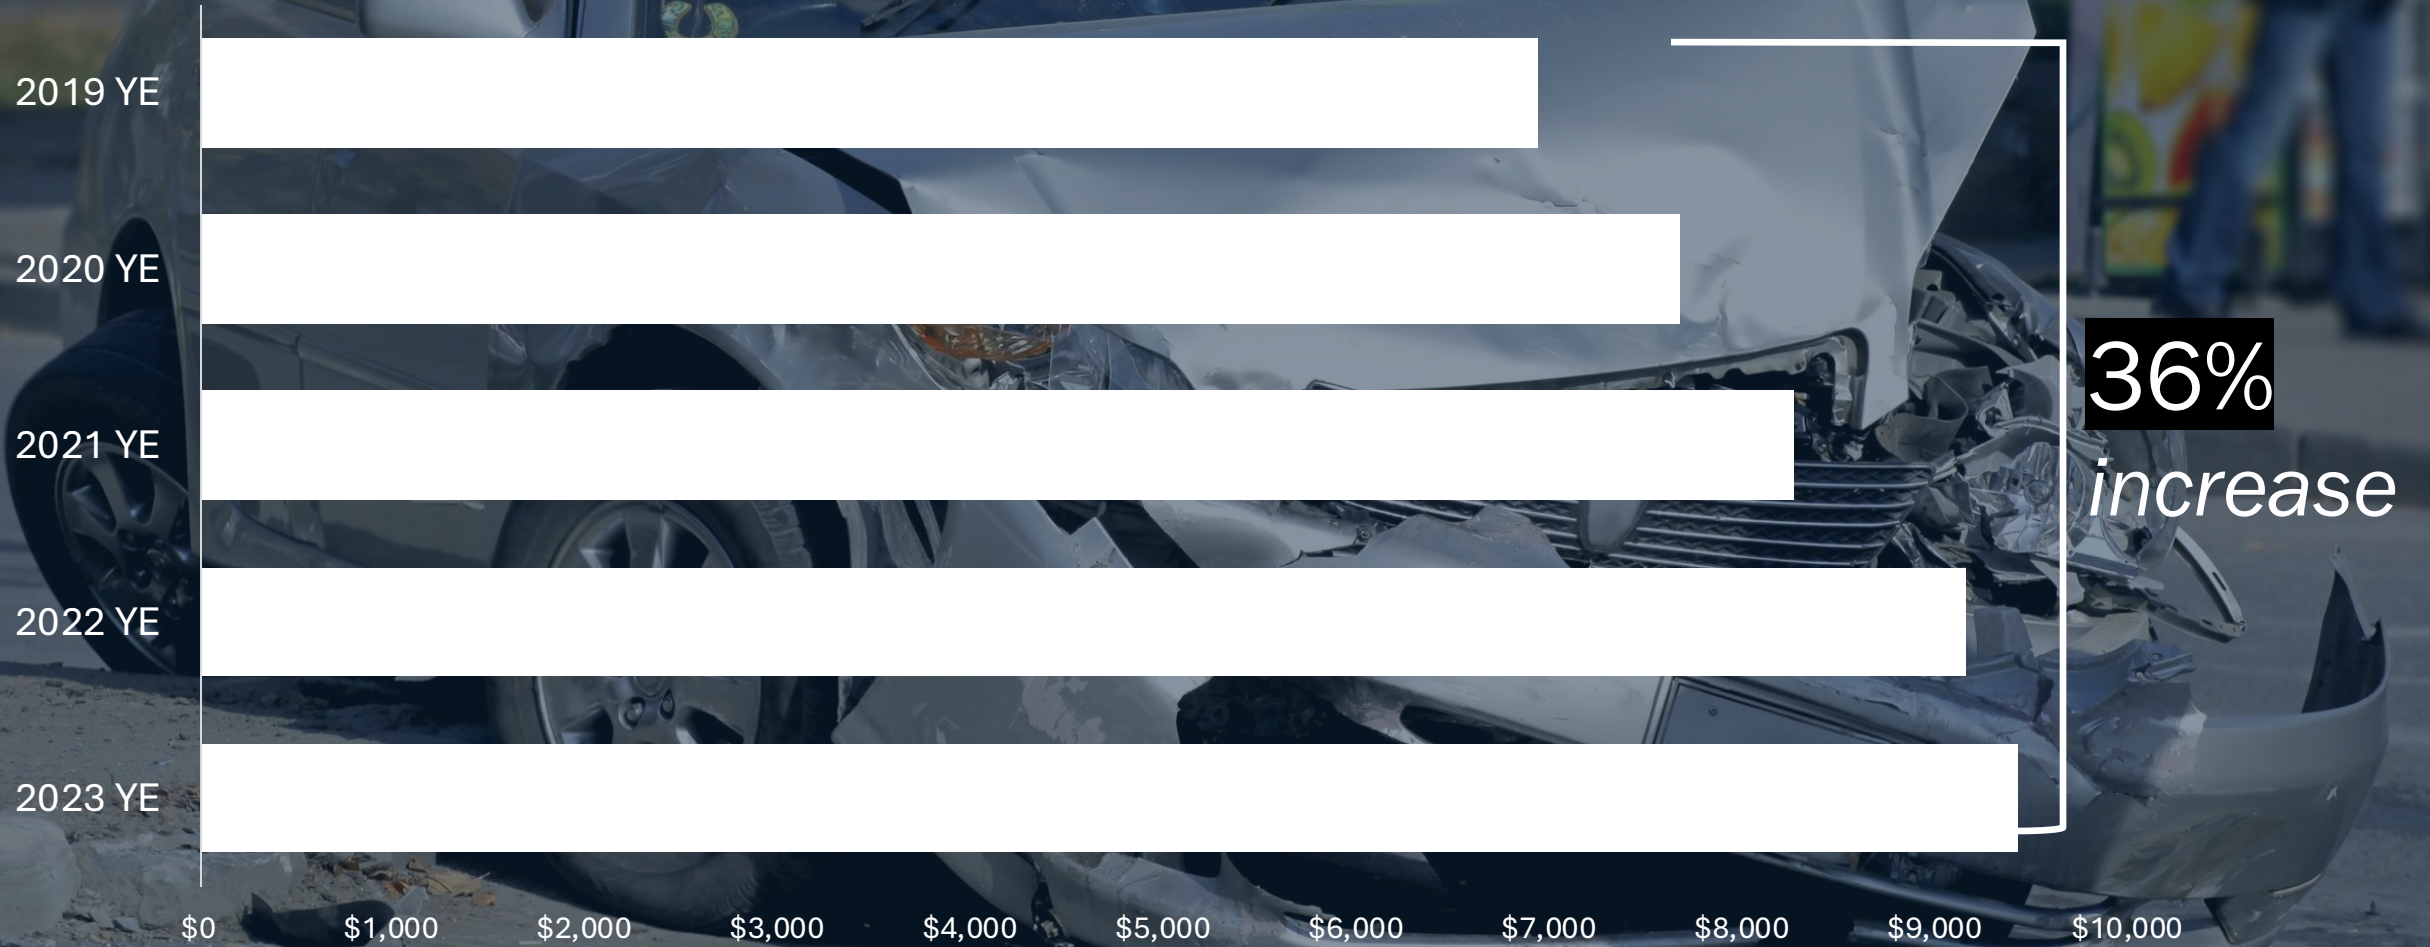 2019 YE
2020 YE
2021 YE
2022 YE
2023 YE
36%
increase
$0 $1,000 $2,000 $3,000 $4,000 $5,000 $6,000 $7,000 $8,000 $9,000 $10,000